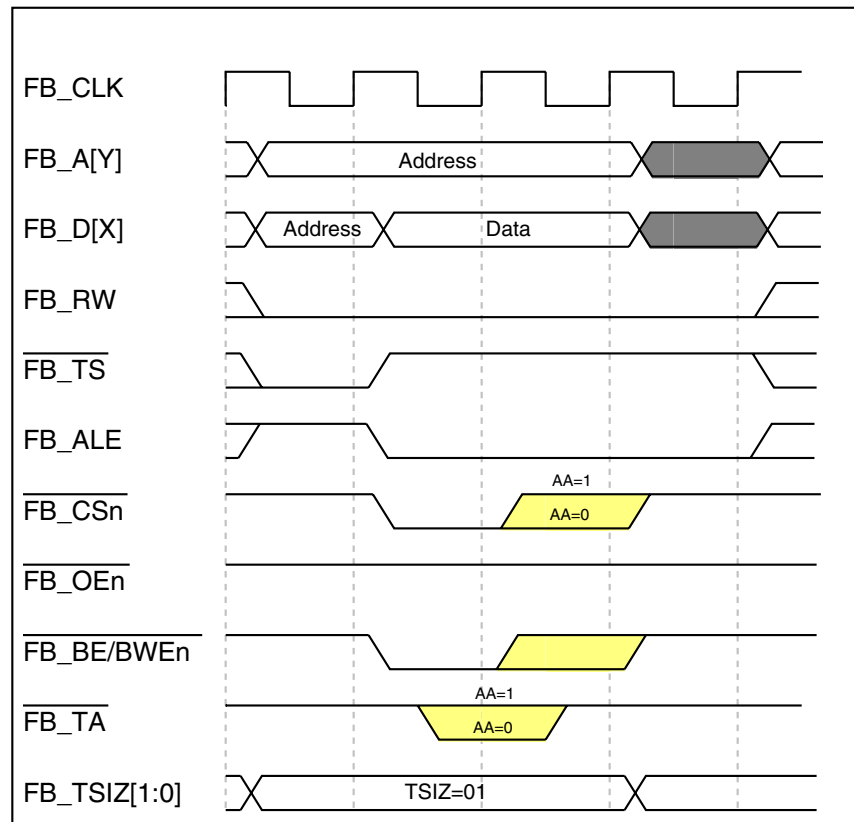 FB_CLK
FB_A[Y]
Address
FB_D[X]
Address
Data
FB_RW
FB_TS
FB_ALE
AA=1
FB_CSn
AA=0
FB_OEn
FB_BE/BWEn
AA=1
FB_TA
AA=0
FB_TSIZ[1:0]
TSIZ=01